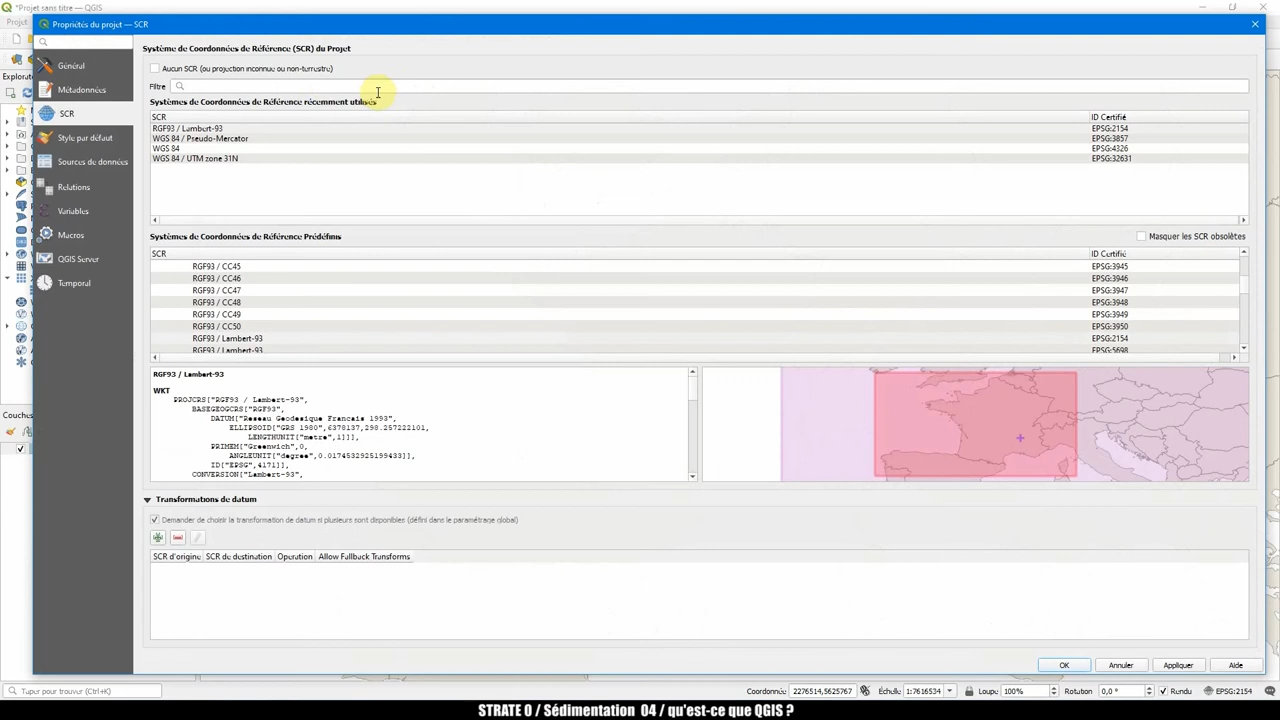 *Projet sans titre — QGIS
Propriétés du projet — SCR
Projet
Système de Coordonnées de Référence (SCR) du Projet
Général
Aucun SCR (ou projection inconnue ou non-terrestre)
Explorate
Métadonnées
Filtre
Systèmes de Coordonnées de Référence récemment utilisés
SCR
SCR ID Certifié
RGF93 / Lambert-93 EPSG:2154
Style par défaut
WGS 84 / Pseudo-Mercator EPSG:3857
WGS 84 EPSG:4326
WGS 84 / UTM zone 31N EPSG:32631
Sources de données
Relations
Variables
Macros
Systèmes de Coordonnées de Référence Prédéfinis Masquer les SCR obsolètes
SCR ID Certifié
QGIS Server
RGF93 / CC45 EPSG:3945
RGF93 / CC46 EPSG:3946
Temporal
RGF93 / CC47 EPSG:3947
RGF93 / CC48 EPSG:3948
RGF93 / CC49 EPSG:3949
RGF93 / CC50 EPSG:3950
RGF93 / Lambert-93 EPSG:2154
RGF93 / Lambert-93 EPSG:5698
RGF93 / Lambert-93
WKT
PROJCRS["RGF93 / Lambert-93",
BASEGEOGCRS["RGF93",
DATUM["Reseau Geodesique Francais 1993",
ELLIPSOID["GRS 1980",6378137,298.257222101,
LENGTHUNIT["metre",1]]],
PRIMEM["Greenwich",0,
ANGLEUNIT["degree",0.0174532925199433]],
ID["EPSG",4171]],
CONVERSION["Lambert-93",
Couches
Transformations de datum
Demander de choisir la transformation de datum si plusieurs sont disponibles (défini dans le paramétrage global)
SCR d'origine SCR de destination Operation Allow Fallback Transforms
OK Annuler Appliquer Aide
Taper pour trouver (Ctrl+K) Coordonnée 2276514,5625767 Échelle 1:7616534 Loupe 100% Rotation 0,0 ° Rendu EPSG:2154
STRATE 0 / Sédimentation 04 / qu'est-ce que QGIS ?